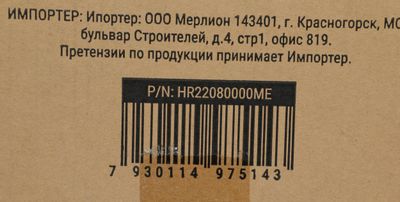 ИМПОРТЕР: Ипортер: ООО Мерлион 143401, г. Красногорск, МО
бульвар Строителей, д.4, стр1, офис 819.
Претензии по продукции принимает Импортер.
P/N: HR22080000ME
7 930114 975143